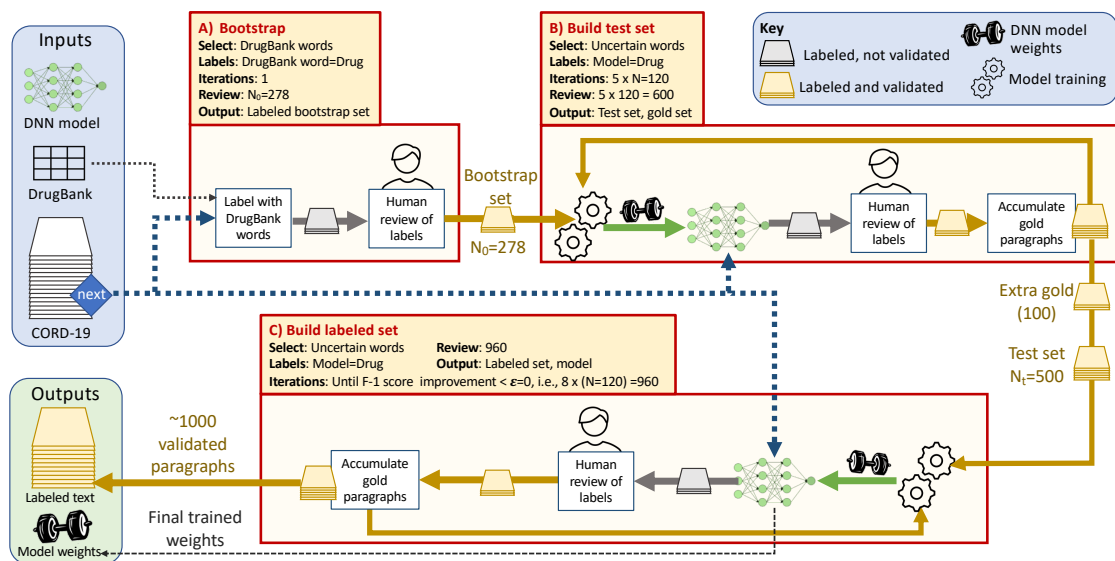 Inputs
DNN model
DrugBank
next
CORD-19
A) Bootstrap
Select: DrugBank words
Labels: DrugBank word=Drug
Iterations: 1
Review: N₀=278
Output: Labeled bootstrap set
Label with
DrugBank
words
Human
review of
labels
Bootstrap
set
N₀=278
B) Build test set
Select: Uncertain words
Labels: Model=Drug
Iterations: 5 x N=120
Review: 5 x 120 = 600
Output: Test set, gold set
Human
review of
labels
Accumulate
gold
paragraphs
Key
Labeled, not validated
Labeled and validated
DNN model
weights
Model training
Extra gold
(100)
Test set
Nₜ=500
C) Build labeled set
Select: Uncertain words Review: 960
Labels: Model=Drug Output: Labeled set, model
Iterations: Until F-1 score improvement < ε=0, i.e., 8 x (N=120) =960
Human
review of
labels
Accumulate
gold
paragraphs
~1000
validated
paragraphs
Final trained
weights
Outputs
Labeled text
Model weights